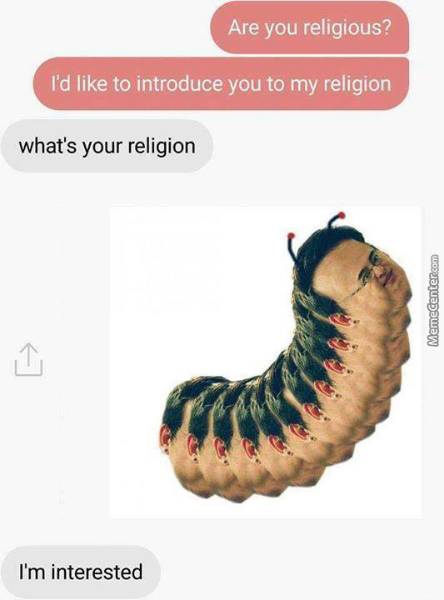 Are you religious?
I'd like to introduce you to my religion
what's your religion
MemeCenter.com
I'm interested